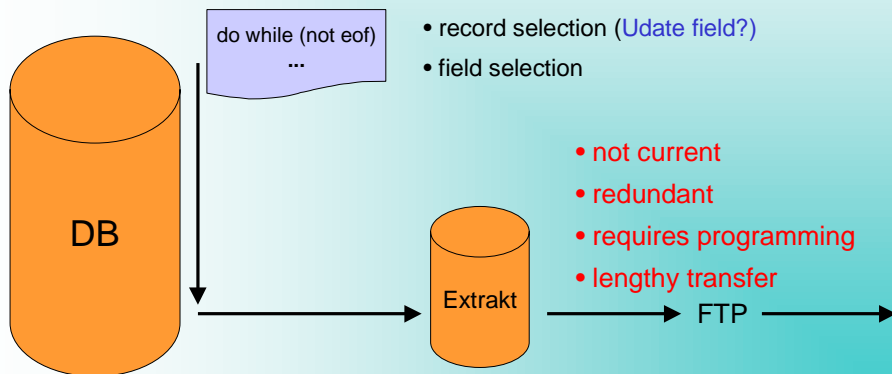 do while (not eof)
...
• record selection (Udate field?)
• field selection
• not current
• redundant
• requires programming
• lengthy transfer
DB
Extrakt
FTP